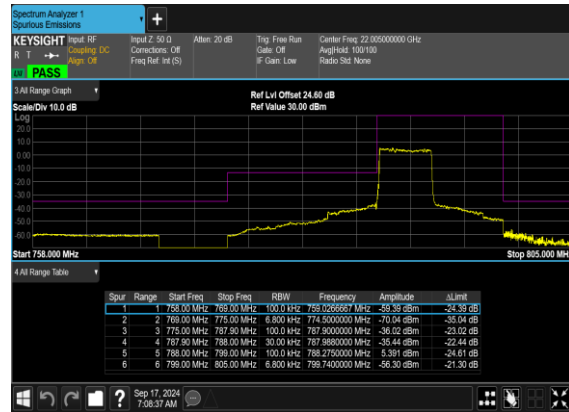 Spectrum Analyzer 1
Spurious Emissions
KEYSIGHT Input: RF Input Z: 50 Ω Atten: 20 dB Trig: Free Run Center Freq: 22.005000000 GHz
R T Coupling: DC Corrections: Off Gate: Off Avg|Hold: 100/100
Align: Off Freq Ref: Int (S) IF Gain: Low Radio Std: None
PASS
3 All Range Graph
Ref Lvl Offset 24.60 dB
Scale/Div 10.0 dB Ref Value 30.00 dBm
Log
20.0
10.0
0.00
-10.0
-20.0
-30.0
-40.0
-50.0
-60.0
Start 758.000 MHz Stop 805.000 MH
4 All Range Table
Spur Range Start Freq Stop Freq RBW Frequency Amplitude ΔLimit
1 1 758.00 MHz 769.00 MHz 100.0 kHz 759.0266667 MHz -59.39 dBm -24.39 dB
2 2 769.00 MHz 775.00 MHz 6.800 kHz 774.5000000 MHz -70.04 dBm -35.04 dB
3 3 775.00 MHz 787.90 MHz 100.0 kHz 787.9000000 MHz -36.02 dBm -23.02 dB
4 4 787.90 MHz 788.00 MHz 30.00 kHz 787.9880000 MHz -35.44 dBm -22.44 dB
5 5 788.00 MHz 799.00 MHz 100.0 kHz 788.2750000 MHz 5.391 dBm -24.61 dB
6 6 799.00 MHz 805.00 MHz 6.800 kHz 799.7400000 MHz -56.30 dBm -21.30 dB
Sep 17, 2024
7:08:37 AM